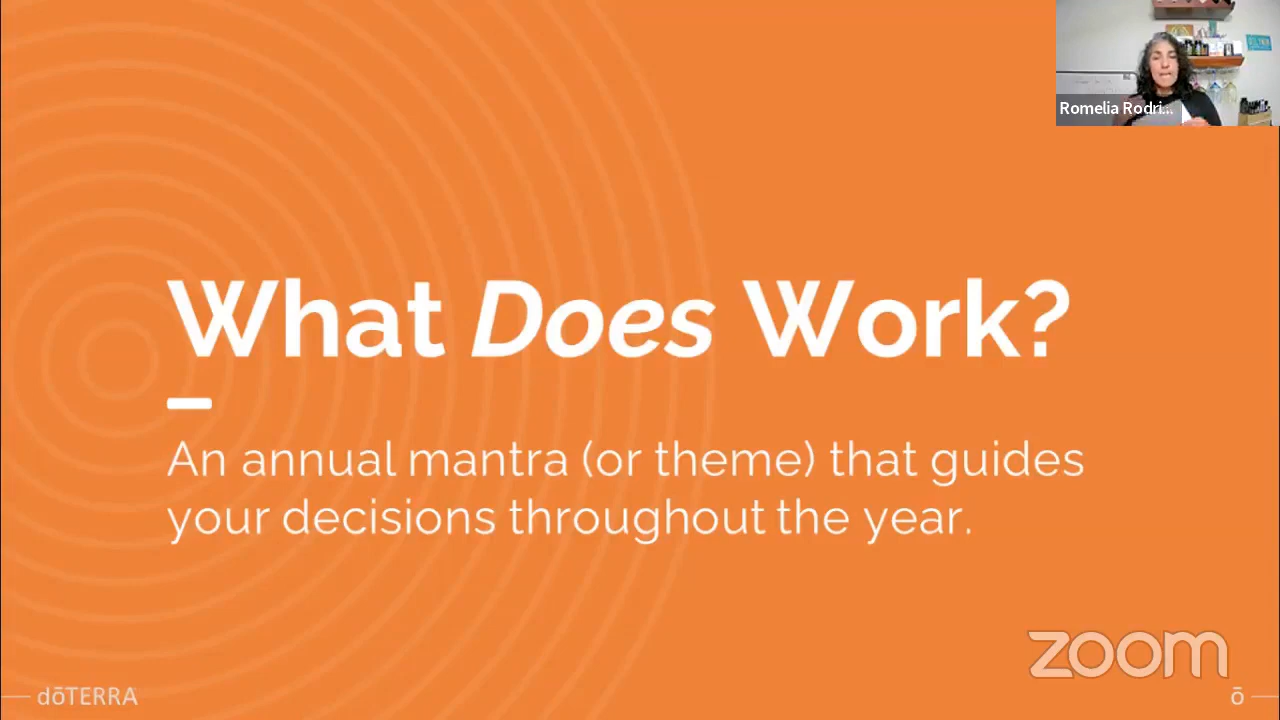 Romelia Rodri...
What Does Work?
An annual mantra (or theme) that guides
your decisions throughout the year.
zoom
dōTERRA
ō